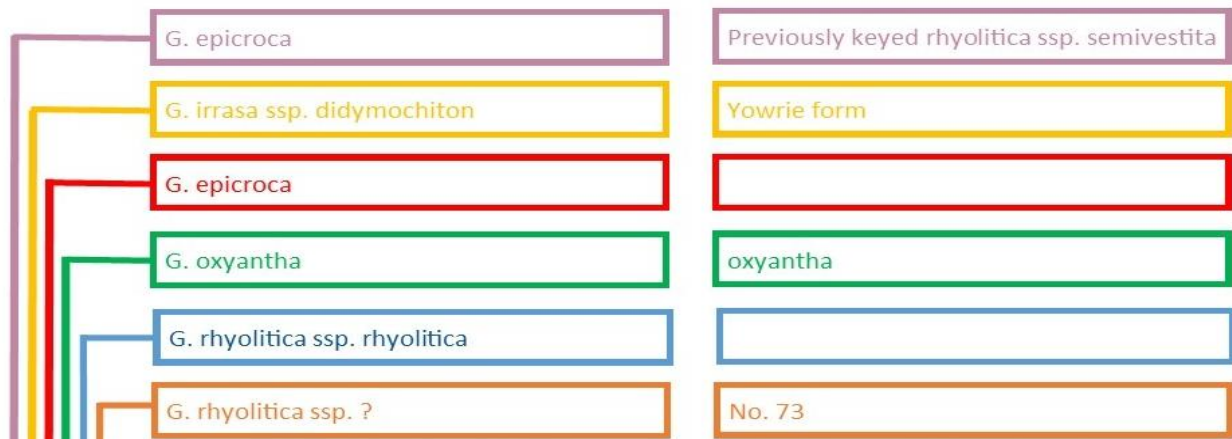 G. epicroca
Previously keyed rhyolitica ssp. semivestita
G. irrasa ssp. didymochiton
Yowrie form
G. epicroca
G. oxyantha
oxyantha
G. rhyolitica ssp. rhyolitica
G. rhyolitica ssp. ?
No. 73